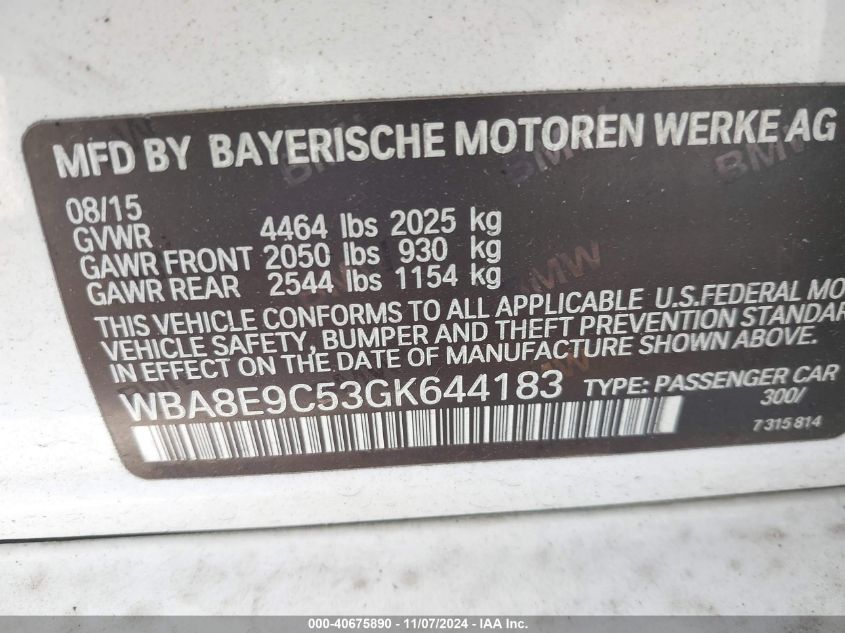 MFD BY BAYERISCHE MOTOREN WERKE AG
08/15
GVWR 4464 lbs 2025 kg
GAWR FRONT 2050 lbs 930 kg
GAWR REAR 2544 lbs 1154 kg
THIS VEHICLE CONFORMS TO ALL APPLICABLE U.S.FEDERAL MO
VEHICLE SAFETY, BUMPER AND THEFT PREVENTION STANDAR
IN EFFECT ON THE DATE OF MANUFACTURE SHOWN ABOVE.
WBA8E9C53GK644183 TYPE: PASSENGER CAR
300/
7 315 814
BMW
BMW
BMW
000-40675890 - 11/07/2024 - IAA Inc.